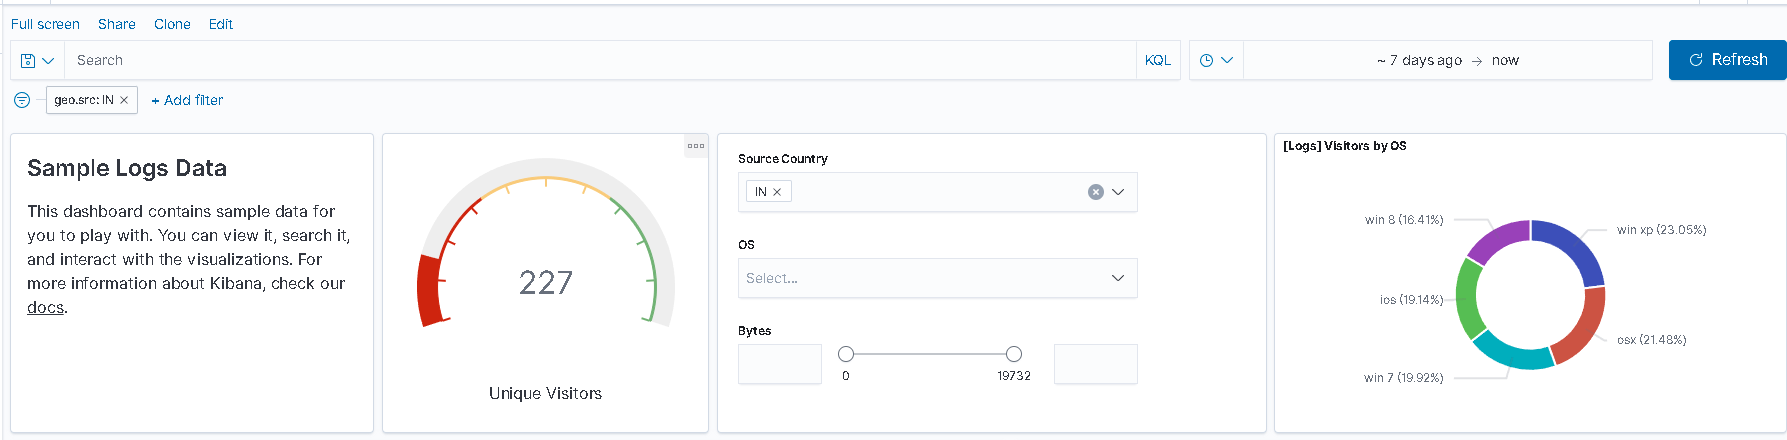 Full screen Share Clone Edit
Search KQL ~ 7 days ago → now Refresh
geo.src: IN × + Add filter
Sample Logs Data
This dashboard contains sample data for
you to play with. You can view it, search it,
and interact with the visualizations. For
more information about Kibana, check our
docs.
227
Unique Visitors
Source Country
IN ×
OS
Select...
Bytes
0 19732
[Logs] Visitors by OS
win 8 (16.41%)
win xp (23.05%)
ios (19.14%)
osx (21.48%)
win 7 (19.92%)